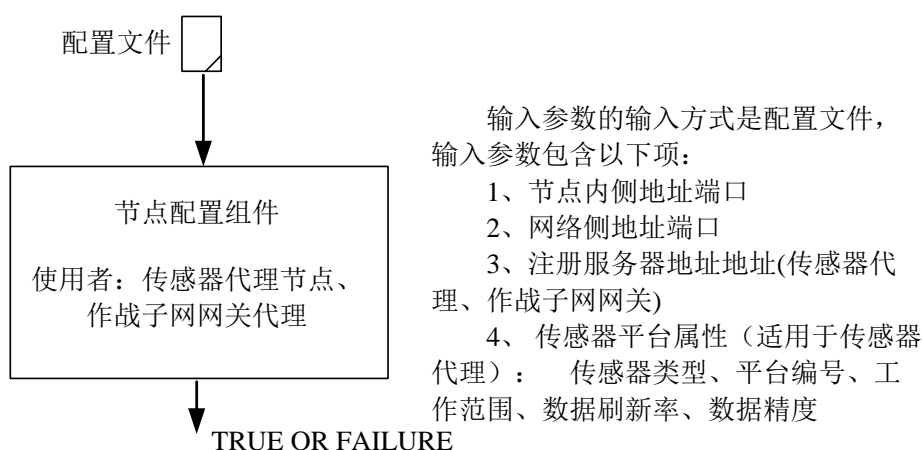 配置文件
节点配置组件
使用者：传感器代理节点、
作战子网网关代理
TRUE OR FAILURE
输入参数的输入方式是配置文件，
输入参数包含以下项：
1、节点内侧地址端口
2、网络侧地址端口
3、注册服务器地址地址(传感器代
理、作战子网网关)
4、 传感器平台属性（适用于传感器
代理）： 传感器类型、平台编号、工
作范围、数据刷新率、数据精度